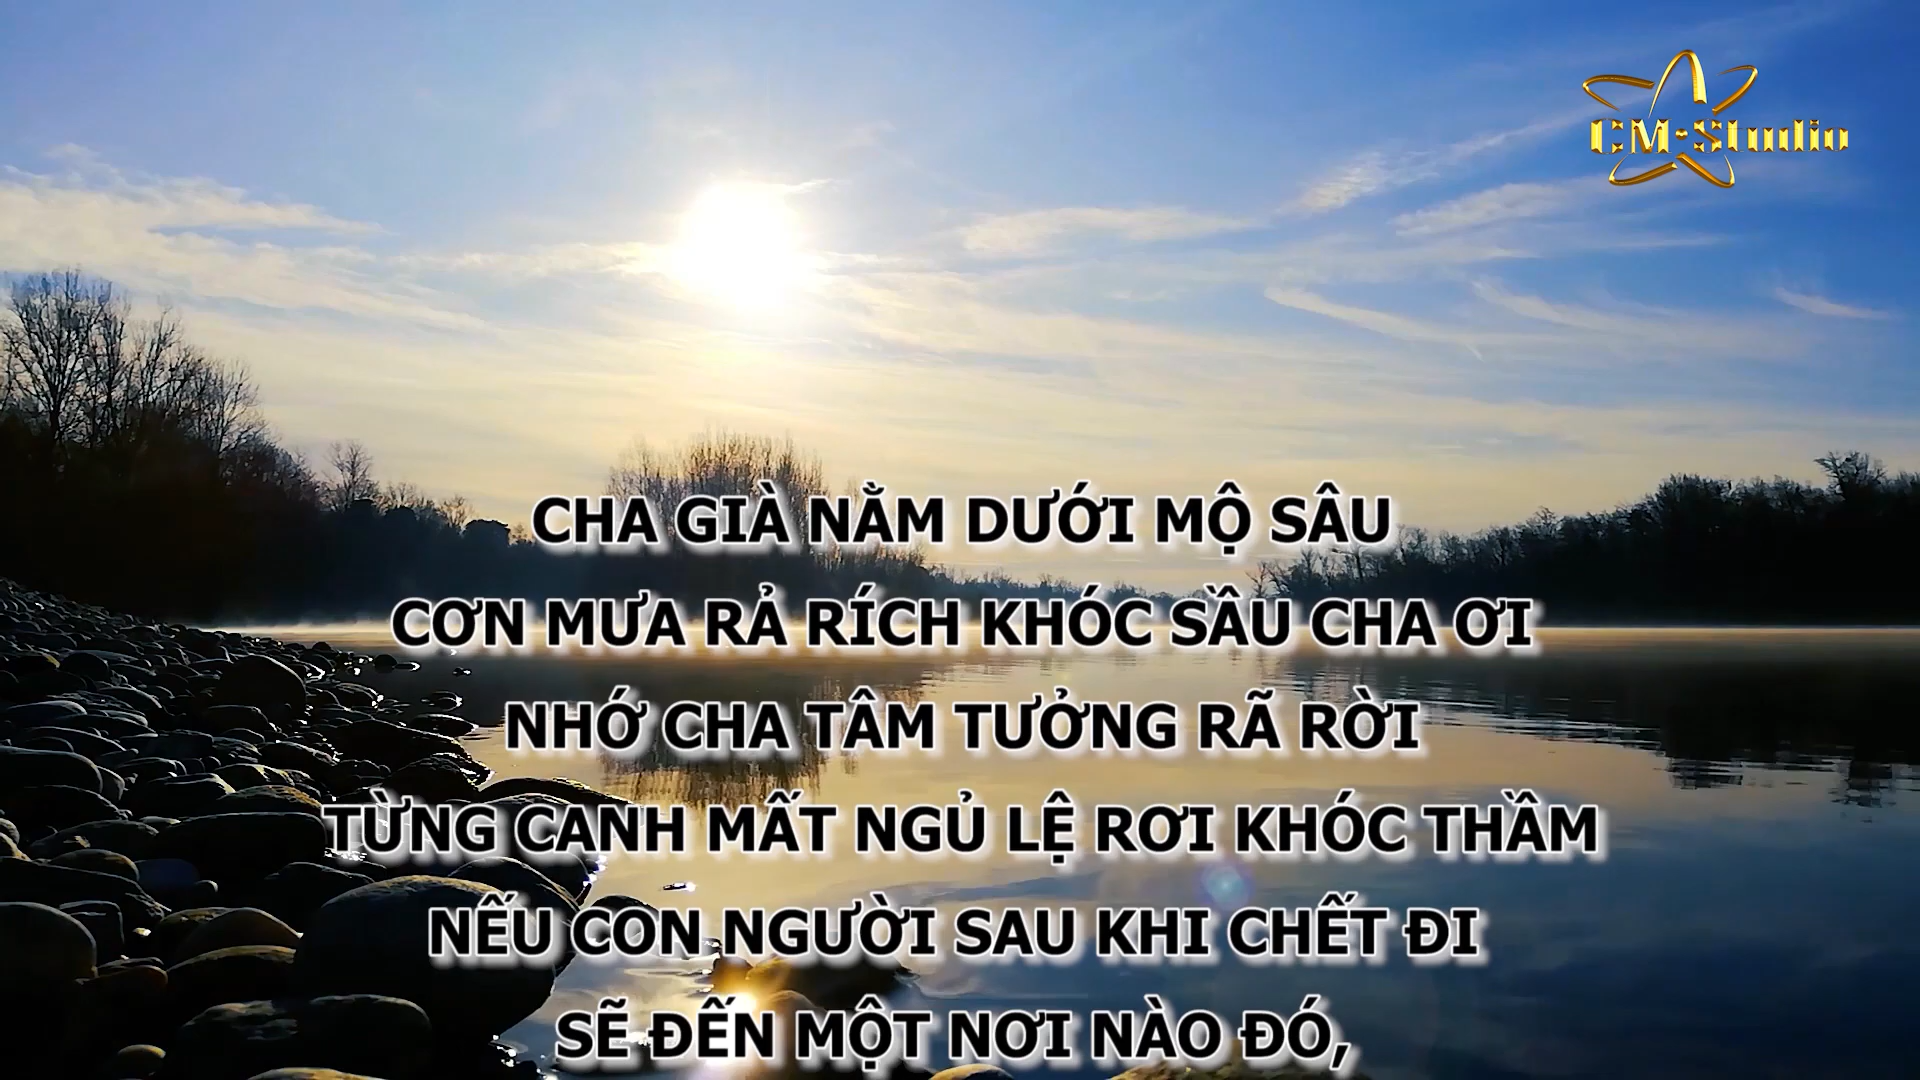 CM·Studio
CHA GIÀ NẰM DƯỚI MỘ SÂU
CƠN MƯA RẢ RÍCH KHÓC SẦU CHA ƠI
NHỚ CHA TÂM TƯỞNG RÃ RỜI
TỪNG CANH MẤT NGỦ LỆ RƠI KHÓC THẦM
NẾU CON NGƯỜI SAU KHI CHẾT ĐI
SẼ ĐẾN MỘT NƠI NÀO ĐÓ,